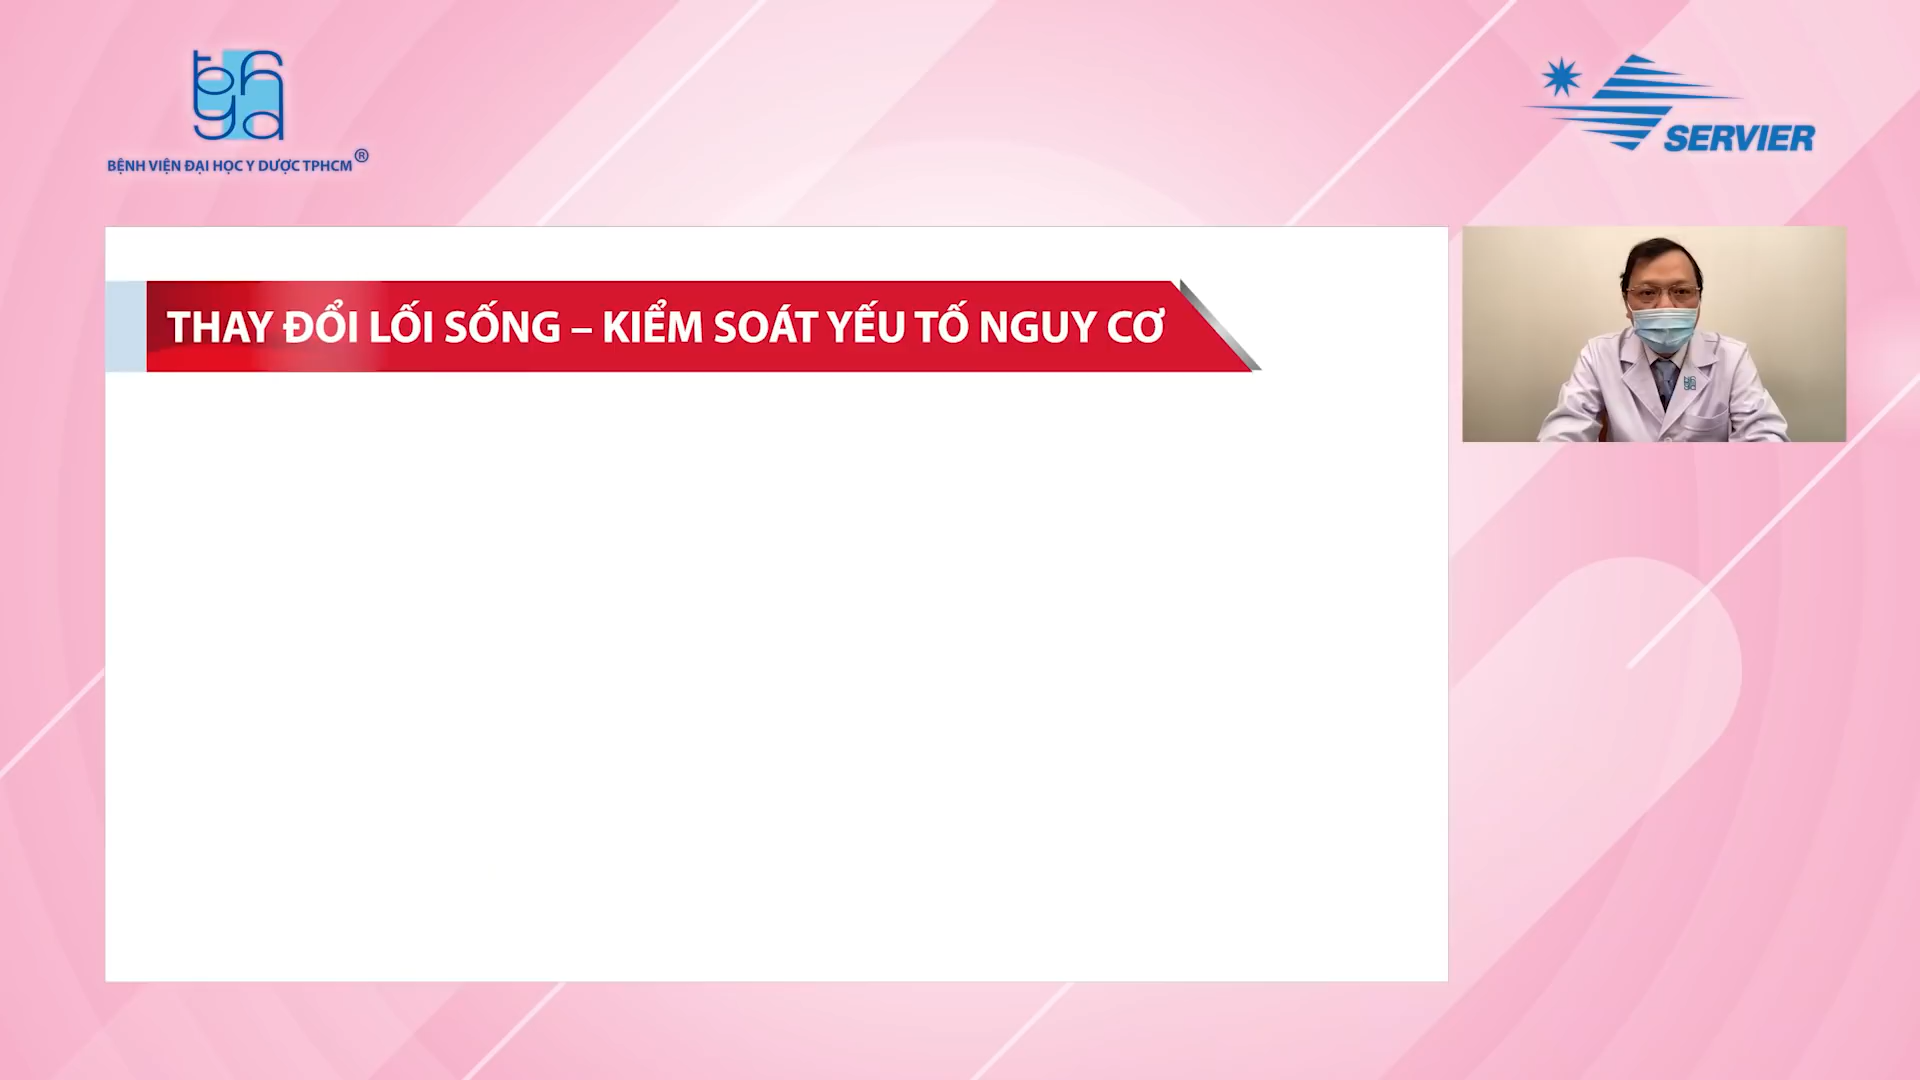 BỆNH VIỆN ĐẠI HỌC Y DƯỢC TPHCM®
SERVIER
THAY ĐỔI LỐI SỐNG – KIỂM SOÁT YẾU TỐ NGUY CƠ